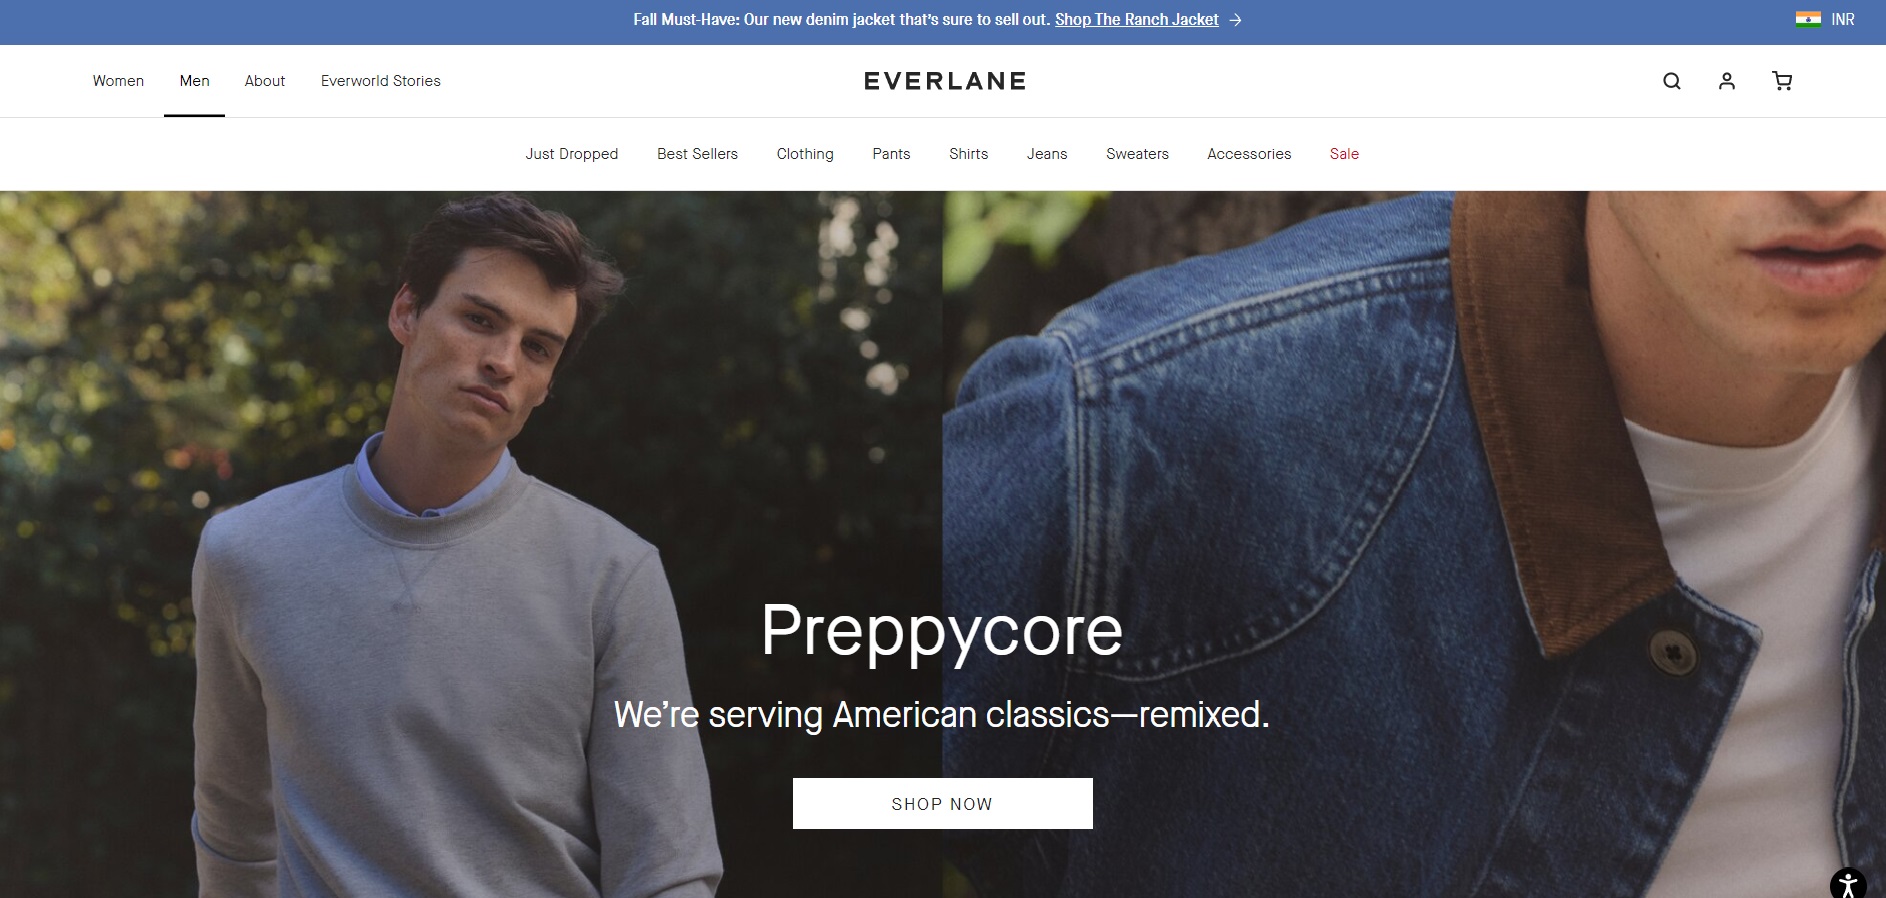 Fall Must-Have: Our new denim jacket that's sure to sell out. Shop The Ranch Jacket →
INR
Women Men About Everworld Stories
EVERLANE
Just Dropped Best Sellers Clothing Pants Shirts Jeans Sweaters Accessories Sale
Preppycore
We're serving American classics—remixed.
SHOP NOW